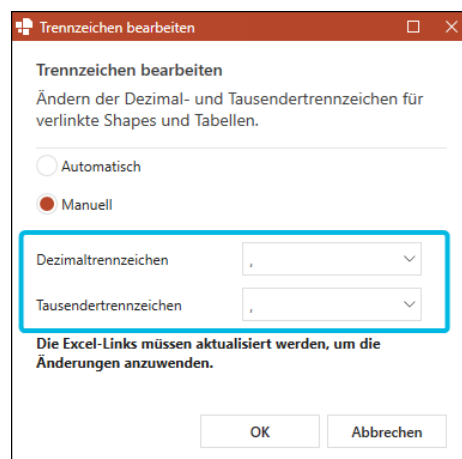 Trennzeichen bearbeiten
Trennzeichen bearbeiten
Ändern der Dezimal- und Tausendertrennzeichen für
verlinkte Shapes und Tabellen.
Automatisch
Manuell
Dezimaltrennzeichen ,
Tausendertrennzeichen ,
Die Excel-Links müssen aktualisiert werden, um die
Änderungen anzuwenden.
OK Abbrechen